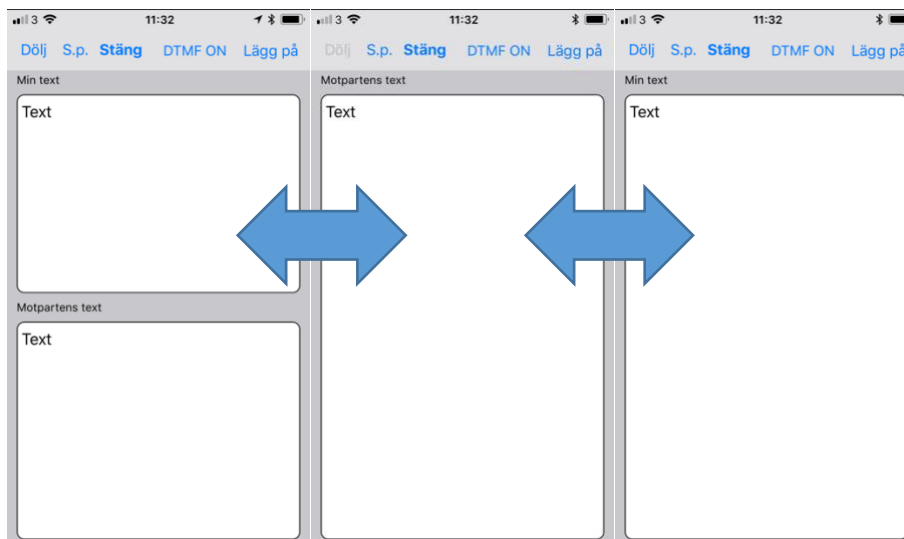 3 11:32
Dölj S.p. Stäng DTMF ON Lägg på
Min text
Text
Motpartens text
Text
3 11:32
Dölj S.p. Stäng DTMF ON Lägg på
Motpartens text
Text
3 11:32
Dölj S.p. Stäng DTMF ON Lägg på
Min text
Text